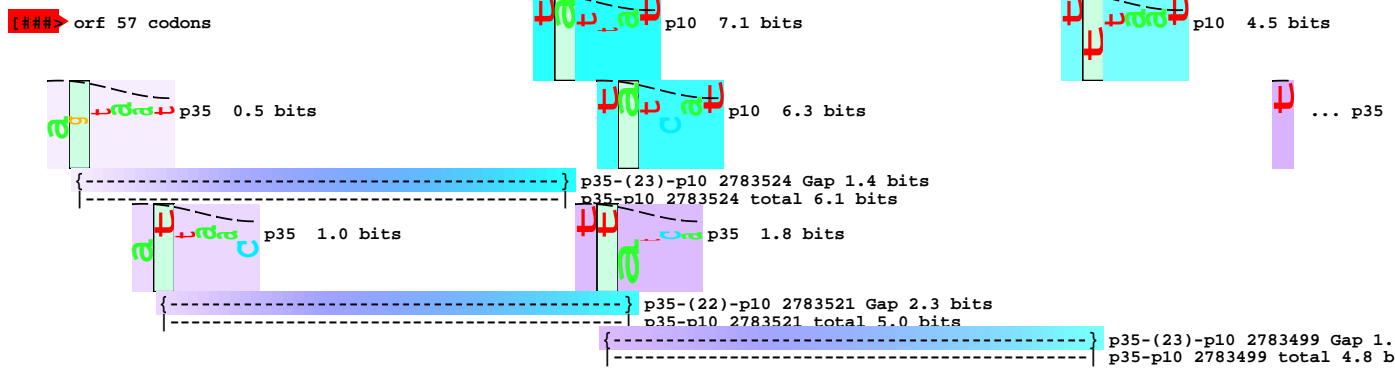 [###> orf 57 codons
p10 7.1 bits
p10 4.5 bits
p35 0.5 bits
p10 6.3 bits
... p35
{-----------------------------------------------} p35-(23)-p10 2783524 Gap 1.4 bits
|-----------------------------------------------| p35-p10 2783524 total 6.1 bits
p35 1.0 bits
p35 1.8 bits
{-------------------------------------------} p35-(22)-p10 2783521 Gap 2.3 bits
|-------------------------------------------| p35-p10 2783521 total 5.0 bits
{-----------------------------------------------} p35-(23)-p10 2783499 Gap 1.
|-----------------------------------------------| p35-p10 2783499 total 4.8 b